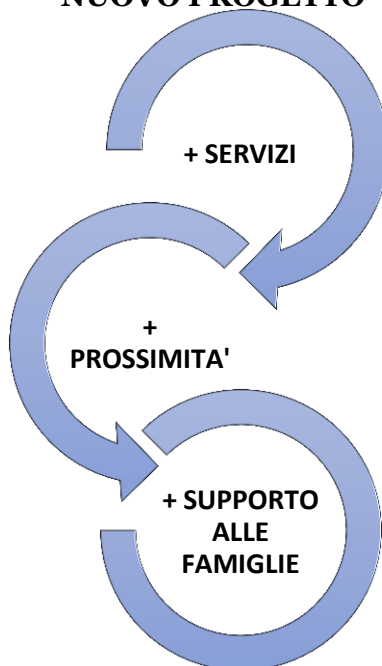 NUOVO PROGETTO
+ SERVIZI
+
PROSSIMITA'
+ SUPPORTO
ALLE
FAMIGLIE